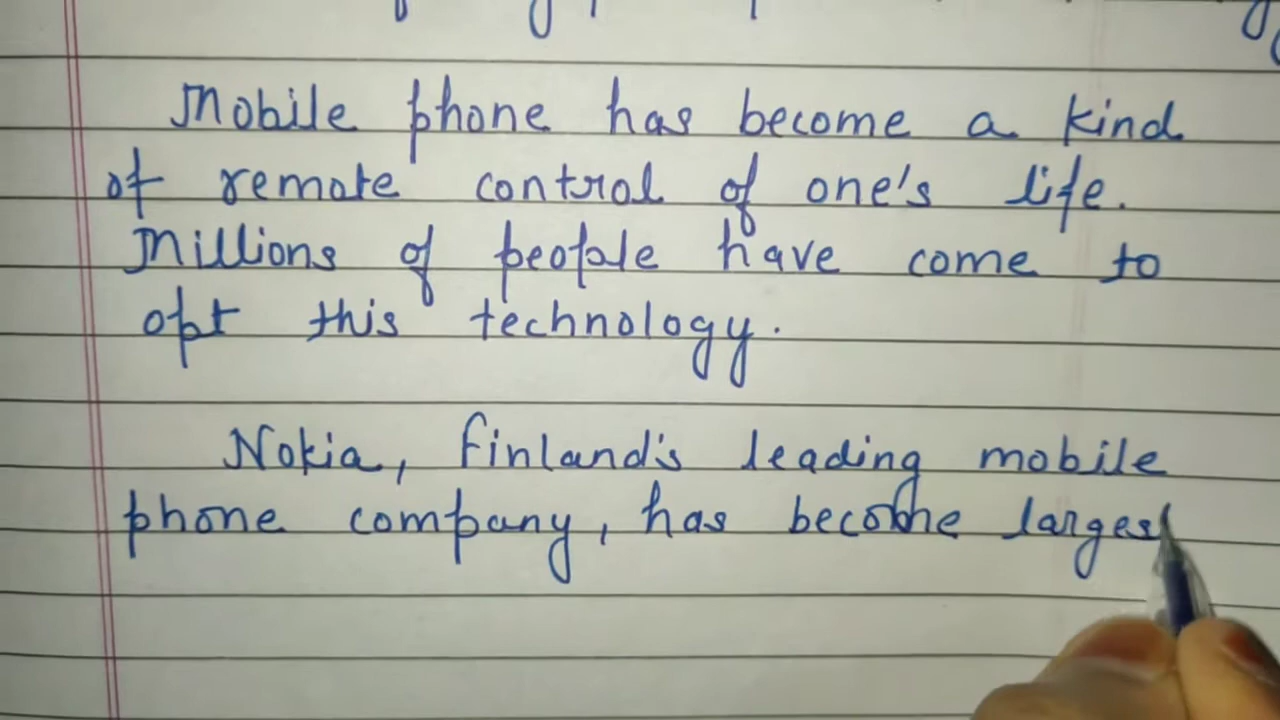 Mobile phone has become a kind
of remote control of one's life.
Millions of people have come to
opt this technology.
Nokia, Finland's leading mobile
phone company, has become largest